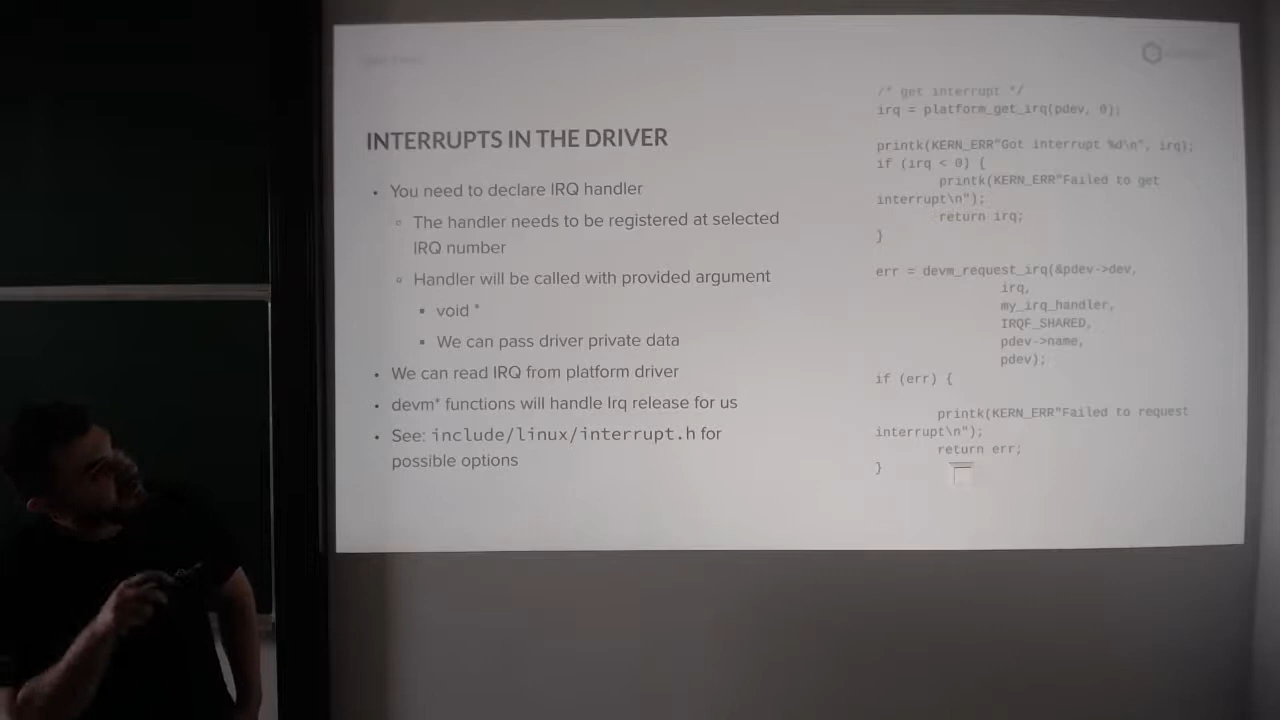 INTERRUPTS IN THE DRIVER
• You need to declare IRQ handler
◦ The handler needs to be registered at selected
IRQ number
◦ Handler will be called with provided argument
▪ void *
▪ We can pass driver private data
• We can read IRQ from platform driver
• devm* functions will handle Irq release for us
• See: include/linux/interrupt.h for
possible options
/* get interrupt */
irq = platform_get_irq(pdev, 0);
printk(KERN_ERR"Got interrupt %d\n", irq);
if (irq < 0) {
printk(KERN_ERR"Failed to get
interrupt\n");
return irq;
}
err = devm_request_irq(&pdev->dev,
irq,
my_irq_handler,
IRQF_SHARED,
pdev->name,
pdev);
if (err) {
printk(KERN_ERR"Failed to request
interrupt\n");
return err;
}